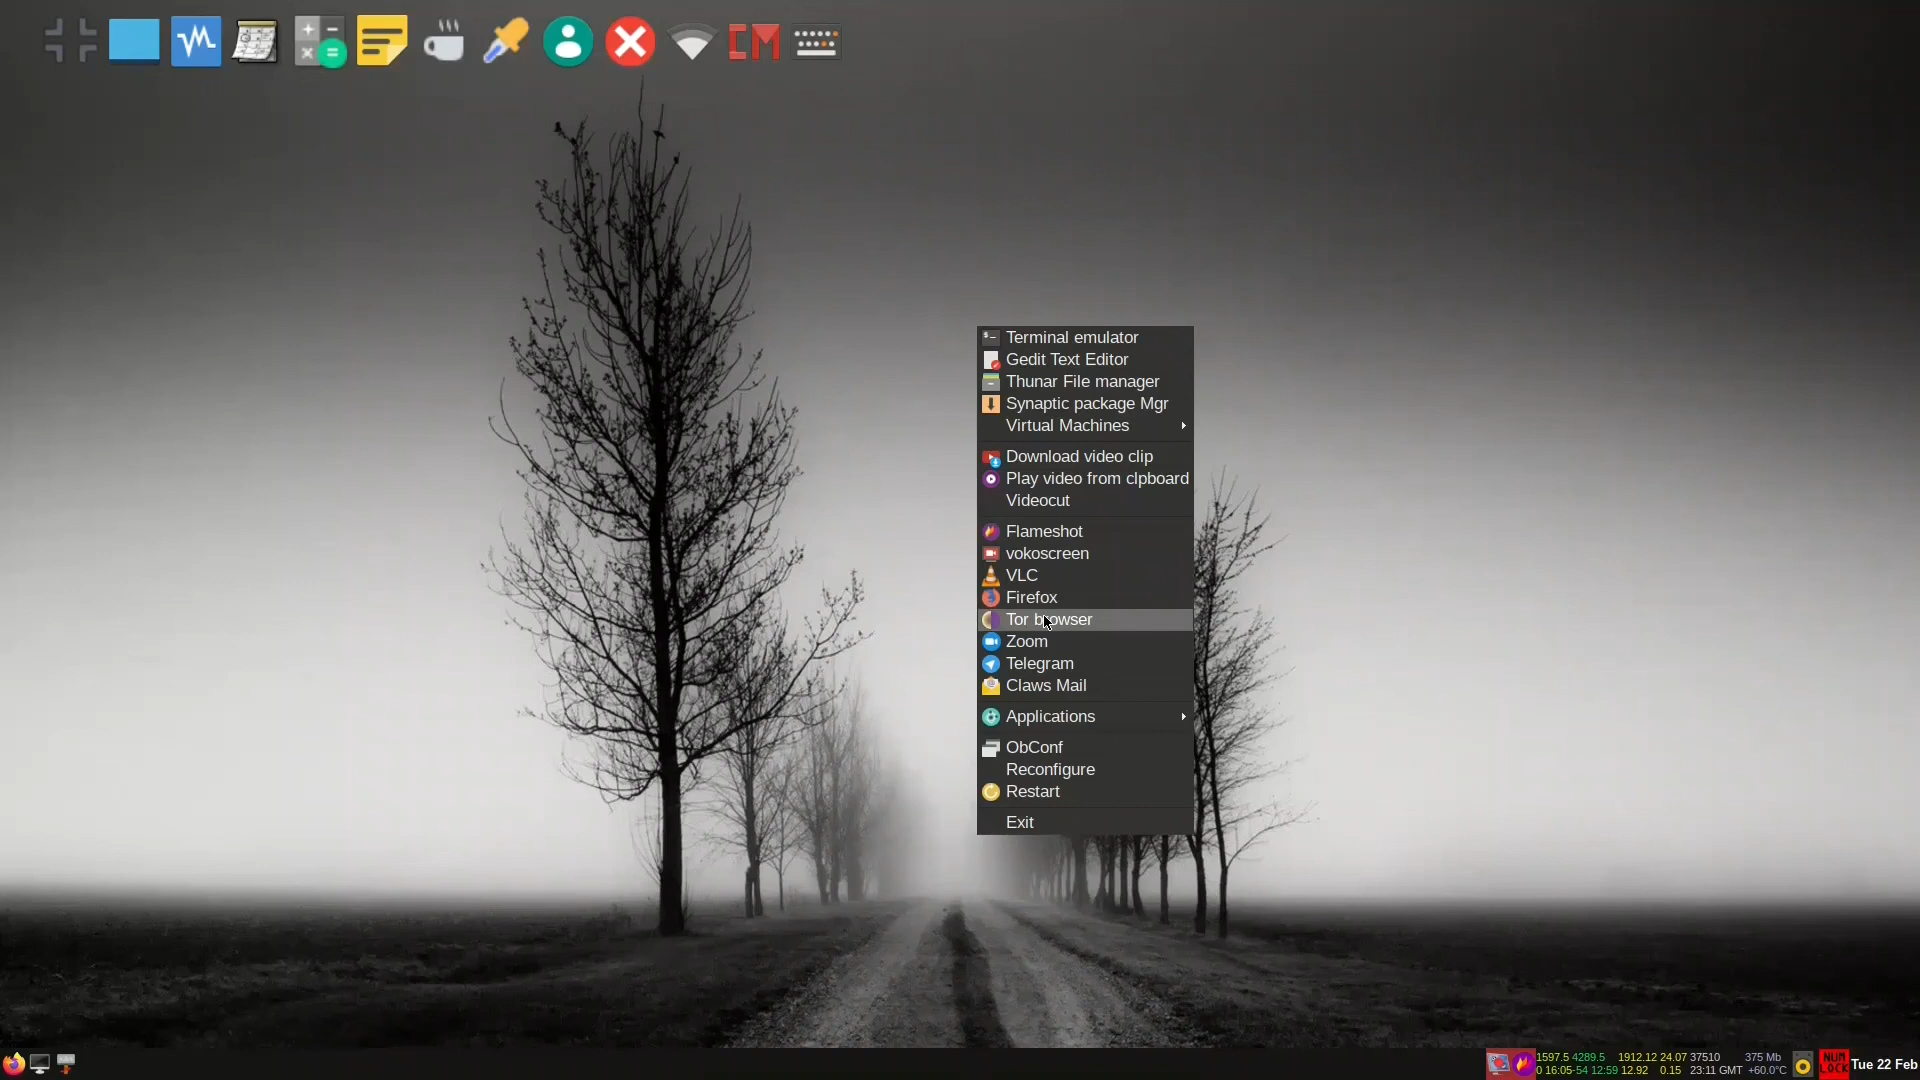 Terminal emulator
Gedit Text Editor
Thunar File manager
Synaptic package Mgr
Virtual Machines
Download video clip
Play video from clpboard
Videocut
Flameshot
vokoscreen
VLC
Firefox
Tor browser
Zoom
Telegram
Claws Mail
Applications
ObConf
Reconfigure
Restart
Exit
1597.5 4289.5 1912.12 24.07 37510 375 Mb
0 16:05-54 12:59 12.92 0.15 23:11 GMT +60.0°C
NUM
LOCK
Tue 22 Feb